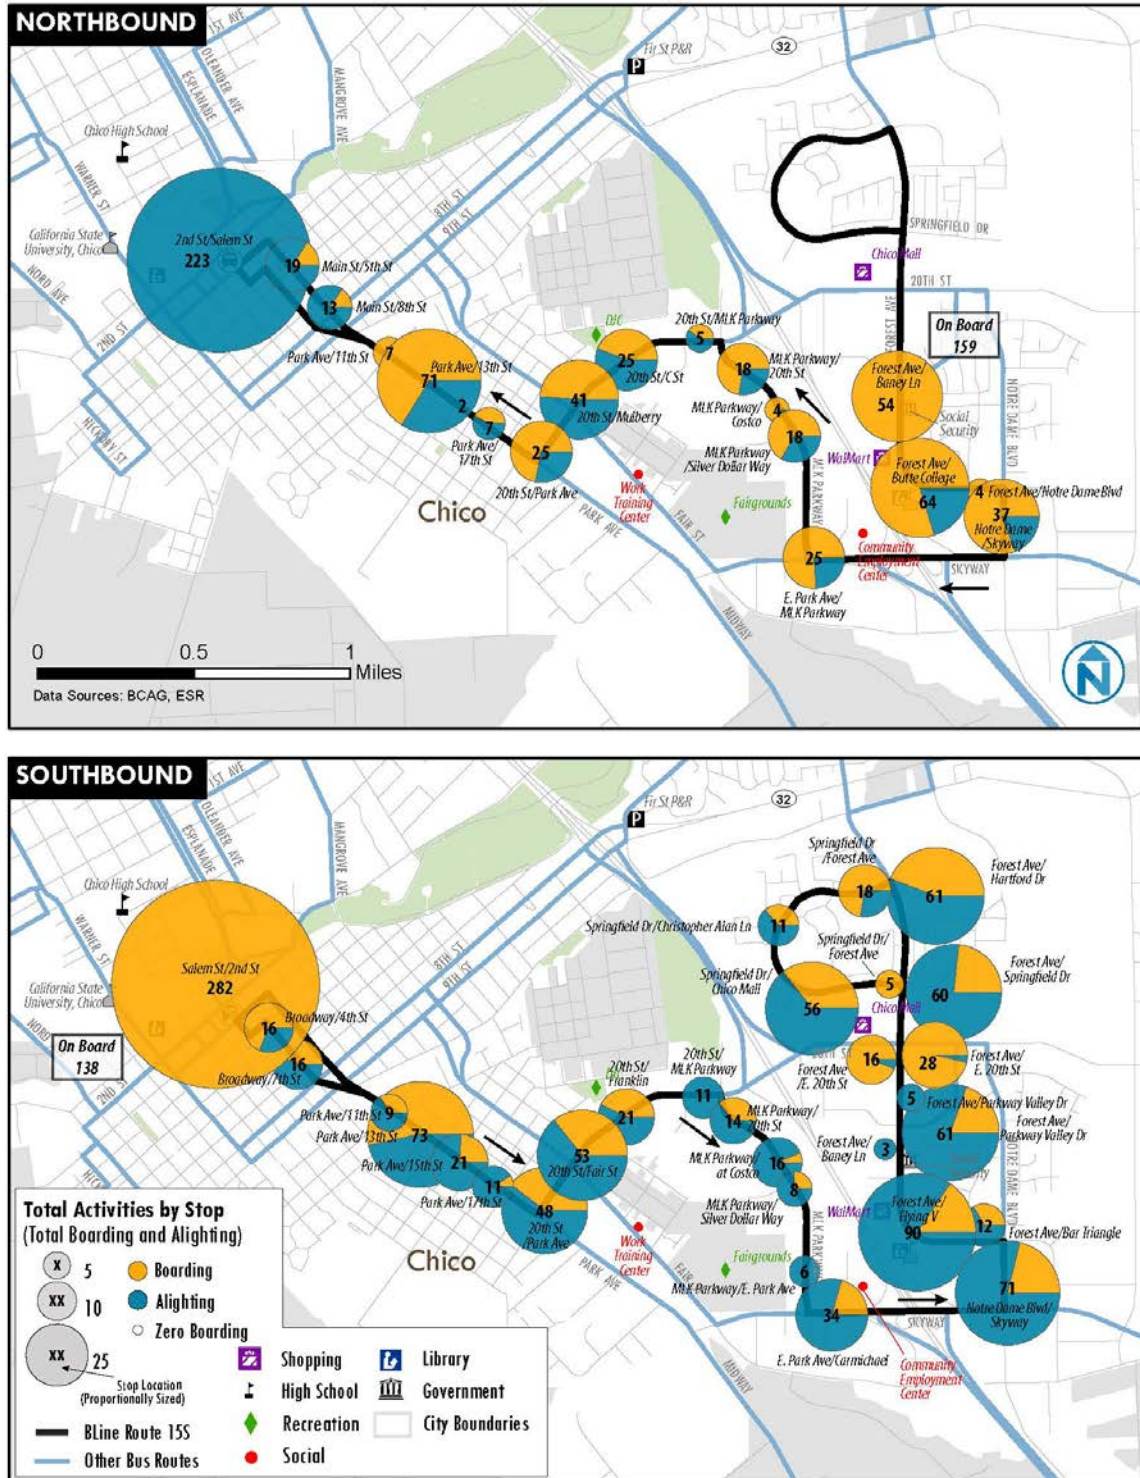 NORTHBOUND
1ST AVE
OLEANDER AVE
ESPLANADE
MANGROVE AVE
Fir St P&R
P
32
Chico High School
WARNER ST
8TH ST
9TH ST
California State
University, Chico
2nd St/Salem St
223
NORD AVE
2ND ST
HICKORY ST
19
Main St/5th St
13
Main St/8th St
Park Ave/11th St
7
Park Ave/13th St
71
2
7
Park Ave/
17th St
25
20th St/Park Ave
41
20th St/Mulberry
25
20th St/C St
20th St/MLK Parkway
5
18
MLK Parkway/
20th St
MLK Parkway/
Costco
4
18
MLK Parkway
/Silver Dollar Way
MLK PARKWAY
SPRINGFIELD DR
Chico Mall
20TH ST
FOREST AVE
On Board
159
NOTRE DAME BLVD
Forest Ave/
Baney Ln
54
Social
Security
WalMart
Forest Ave/
Butte College
64
4
Forest Ave/Notre Dame Blvd
37
Notre Dame
/Skyway
Work
Training
Center
Fairgrounds
Chico
PARK AVE
FAIR ST
Community
Employment
Center
SKYWAY
25
E. Park Ave/
MLK Parkway
MIDWAY
0
0.5
1
Miles
Data Sources: BCAG, ESR
N
SOUTHBOUND
1ST AVE
OLEANDER AVE
ESPLANADE
MANGROVE AVE
Fir St P&R
P
32
Chico High School
WARNER ST
8TH ST
9TH ST
Salem St/2nd St
282
California State
University, Chico
On Board
138
16
Broadway/4th St
16
Broadway/7th St
Park Ave/11th St
9
Park Ave/13th St
73
Park Ave/15th St
21
Park Ave/17th St
11
48
20th St
/Park Ave
53
20th St/Fair St
20th St/
Franklin
21
20th St/
MLK
11
14
MLK Parkway/
20th St
MLK Parkway/
at Costco
16
8
MLK Parkway/
Silver Dollar Way
Springfield Dr
/Forest Ave
18
Forest Ave/
Hartford Dr
61
Springfield Dr/Christopher Alan Ln
11
Springfield Dr/
Forest Ave
5
Springfield Dr/
Chico Mall
56
Forest Ave/
Springfield Dr
60
Chico Mall
16
Forest Ave
/E. 20th St
28
Forest Ave/
E. 20th St
5
Forest Ave/Parkway Valley Dr
Forest Ave/
Parkway Valley Dr
61
Forest Ave/
Baney Ln
3
WalMart
Forest Ave/
Flying V
90
12
Forest Ave/Bar Triangle
NOTRE DAME BLVD
71
Notre Dame Blvd/
Skyway
Work
Training
Center
Fairgrounds
Chico
PARK AVE
FAIR
MLK PARKWAY
MLK Parkway/E. Park Ave
6
34
E. Park Ave/Carmichael
SKYWAY
Community
Employment
Center
MIDWAY
Total Activities by Stop
(Total Boarding and Alighting)
X
5
XX
10
XX
25
Stop Location
(Proportionally Sized)
Boarding
Alighting
Zero Boarding
BLine Route 15S
Other Bus Routes
Shopping
High School
Recreation
Social
Library
Government
City Boundaries